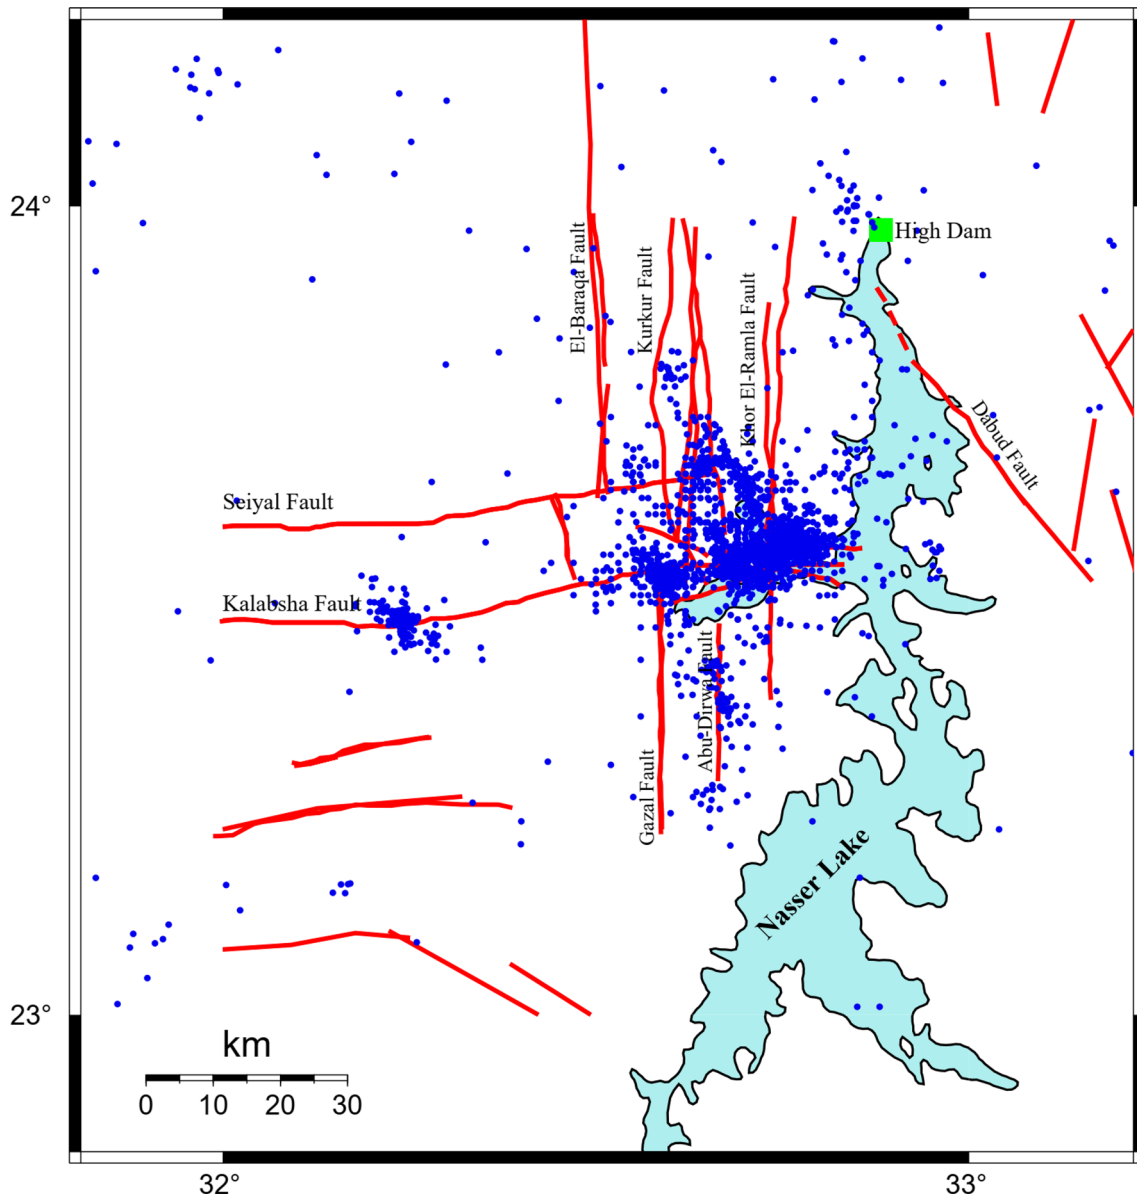 24°
High Dam
El-Baraqa Fault
Kurkur Fault
Khor El-Ramla Fault
Dabud Fault
Seiyal Fault
Kalabsha Fault
Abu-Dirwa Fault
Gazal Fault
Nasser Lake
23°
km
0 10 20 30
32° 33°